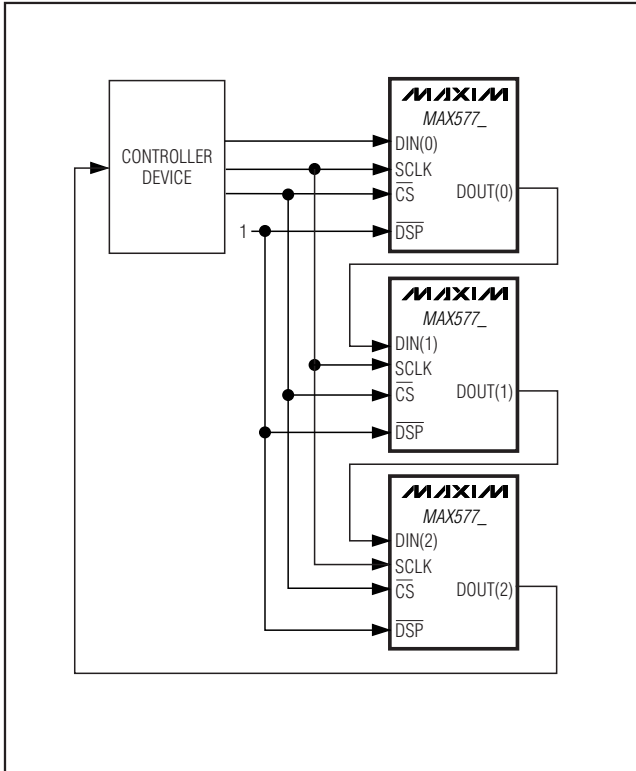 MAXIM
MAX577_
CONTROLLER
DEVICE
DIN(0)
SCLK
CS
DOUT(0)
1
DSP
MAXIM
MAX577_
DIN(1)
SCLK
CS
DOUT(1)
DSP
MAXIM
MAX577_
DIN(2)
SCLK
CS
DOUT(2)
DSP